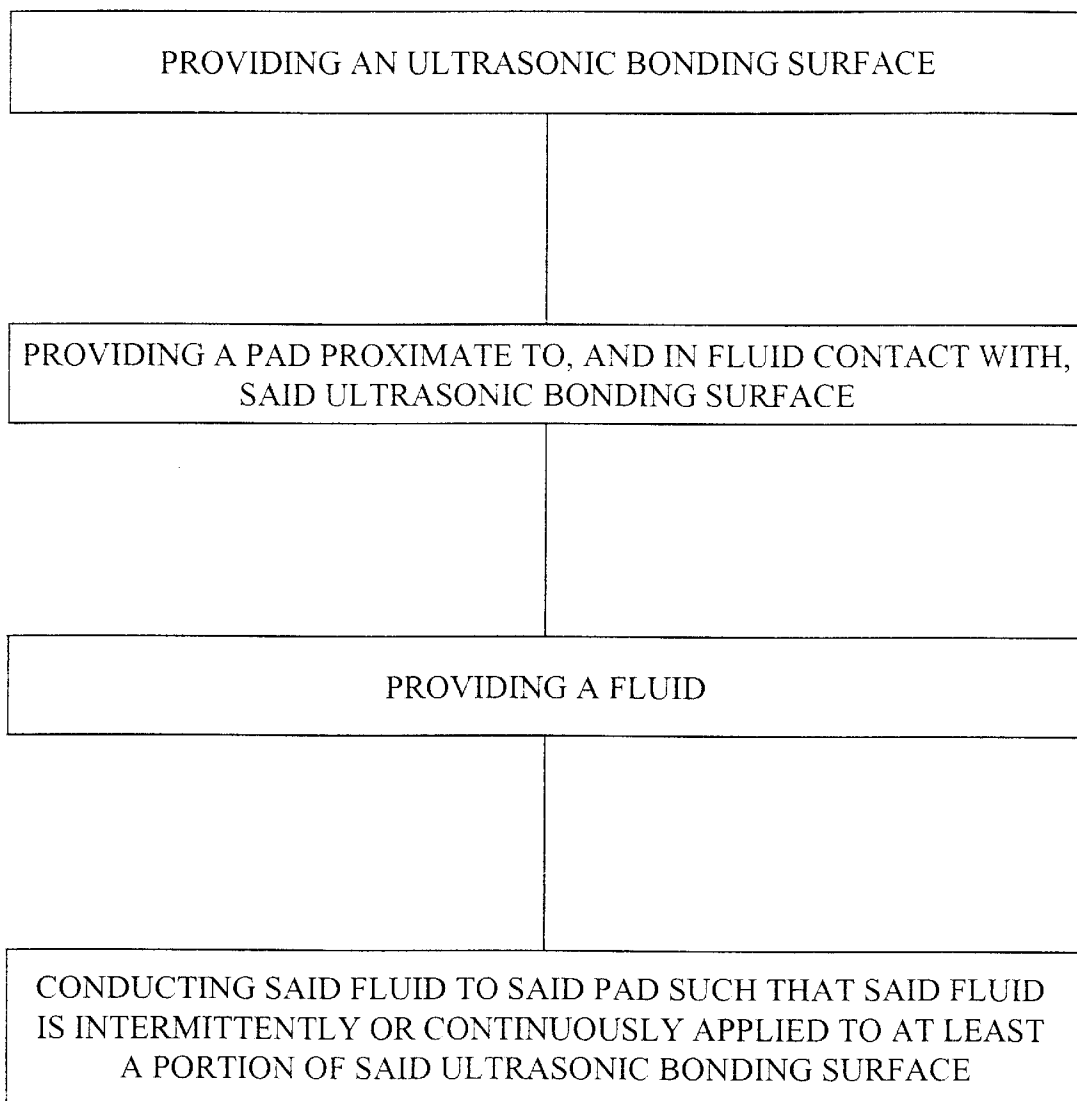 PROVIDING AN ULTRASONIC BONDING SURFACE
PROVIDING A PAD PROXIMATE TO, AND IN FLUID CONTACT WITH,
SAID ULTRASONIC BONDING SURFACE
PROVIDING A FLUID
CONDUCTING SAID FLUID TO SAID PAD SUCH THAT SAID FLUID
IS INTERMITTENTLY OR CONTINUOUSLY APPLIED TO AT LEAST
A PORTION OF SAID ULTRASONIC BONDING SURFACE